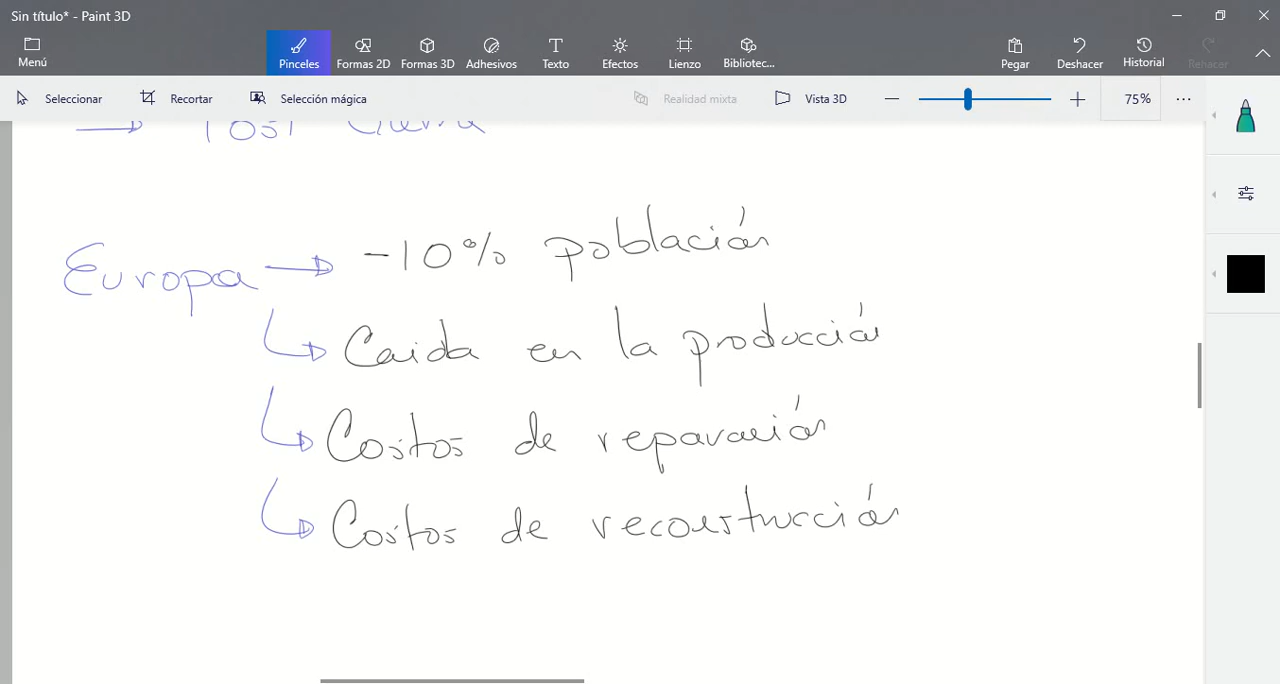 Sin título* - Paint 3D
Menú
Pinceles
Formas 2D
Formas 3D
Adhesivos
Texto
Efectos
Lienzo
Bibliotec...
Pegar
Deshacer
Historial
Rehacer
Seleccionar
Recortar
Selección mágica
Realidad mixta
Vista 3D
75%
Post Guerra
Europa → -10% población
Caida en la producción
Costos de reparación
Costos de reconstrucción